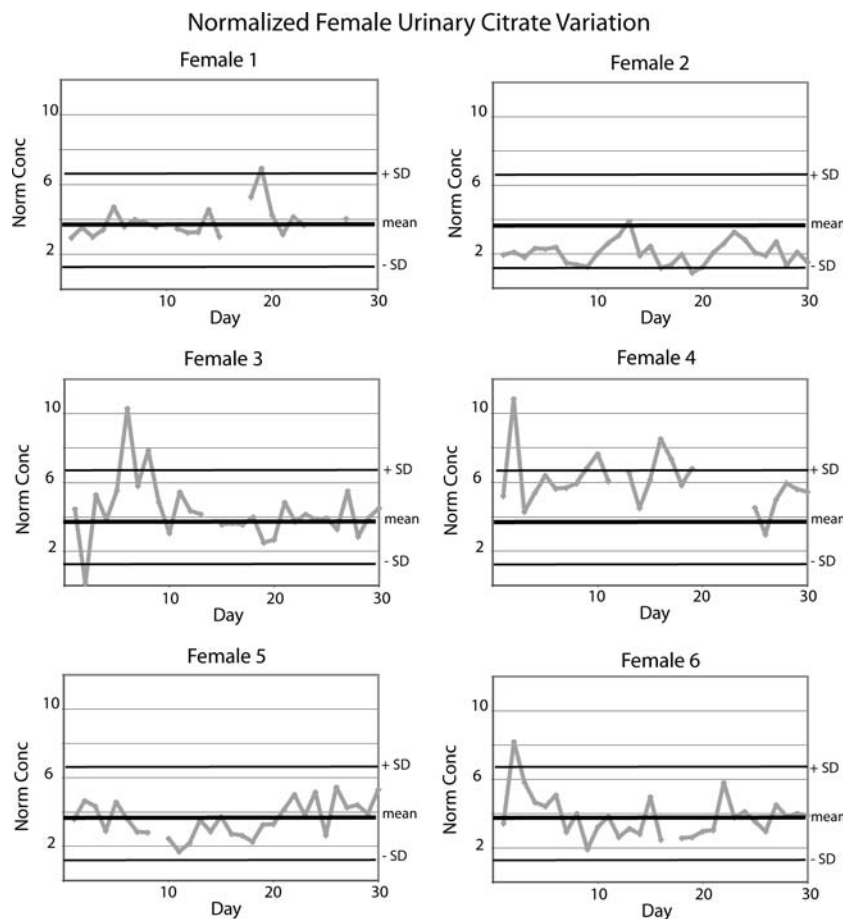 Normalized Female Urinary Citrate Variation
Female 1
Norm Conc
10
6
2
+ SD
mean
- SD
10
20
30
Day
Female 2
Norm Conc
10
6
2
+ SD
mean
- SD
10
20
30
Day
Female 3
Norm Conc
10
6
2
+ SD
mean
- SD
10
20
30
Day
Female 4
Norm Conc
10
6
2
+ SD
mean
- SD
10
20
30
Day
Female 5
Norm Conc
10
6
2
+ SD
mean
- SD
10
20
30
Day
Female 6
Norm Conc
10
6
2
+ SD
mean
- SD
10
20
30
Day